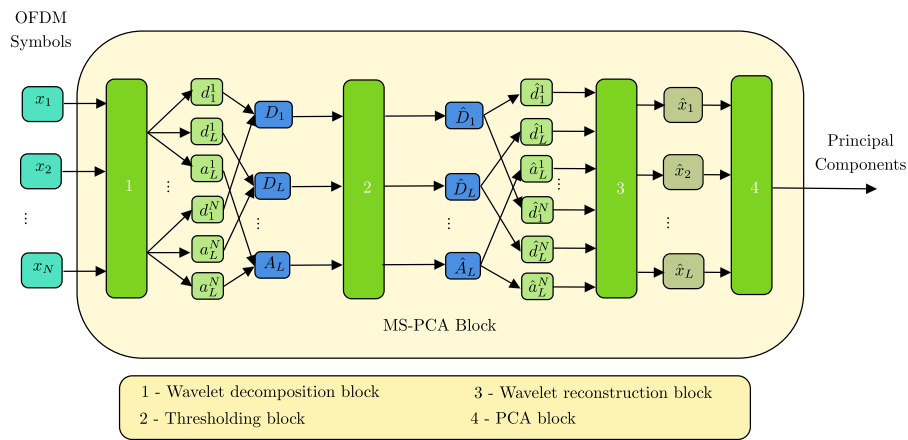 OFDM
Symbols
x_1
x_2
⋮
x_N
1
d_1^1
d_L^1
a_L^1
⋮
d_1^N
a_L^N
a_L^N
D_1
D_L
⋮
A_L
2
D̂_1
D̂_L
⋮
Â_L
d̂_1^1
d̂_L^1
â_L^1
⋮
d̂_1^N
d̂_L^N
â_L^N
3
x̂_1
x̂_2
⋮
x̂_L
4
Principal
Components
MS-PCA Block
1 - Wavelet decomposition block
2 - Thresholding block
3 - Wavelet reconstruction block
4 - PCA block